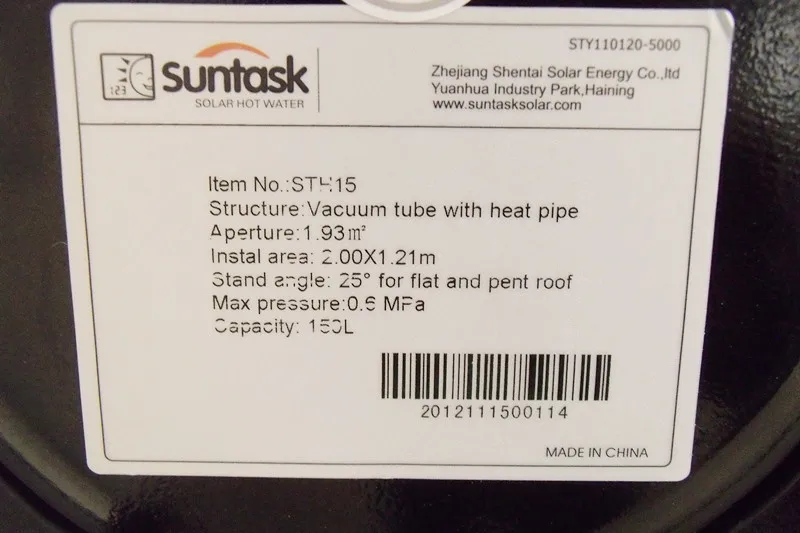 STY110120-5000
suntask
SOLAR HOT WATER
Zhejiang Shentai Solar Energy Co.,ltd
Yuanhua Industry Park,Haining
www.suntasksolar.com
123
Item No.:STH15
Structure:Vacuum tube with heat pipe
Aperture:1.93㎡
Instal area: 2.00X1.21m
Stand angle: 25° for flat and pent roof
Max pressure:0.6 MPa
Capacity: 150L
2012111500114
MADE IN CHINA